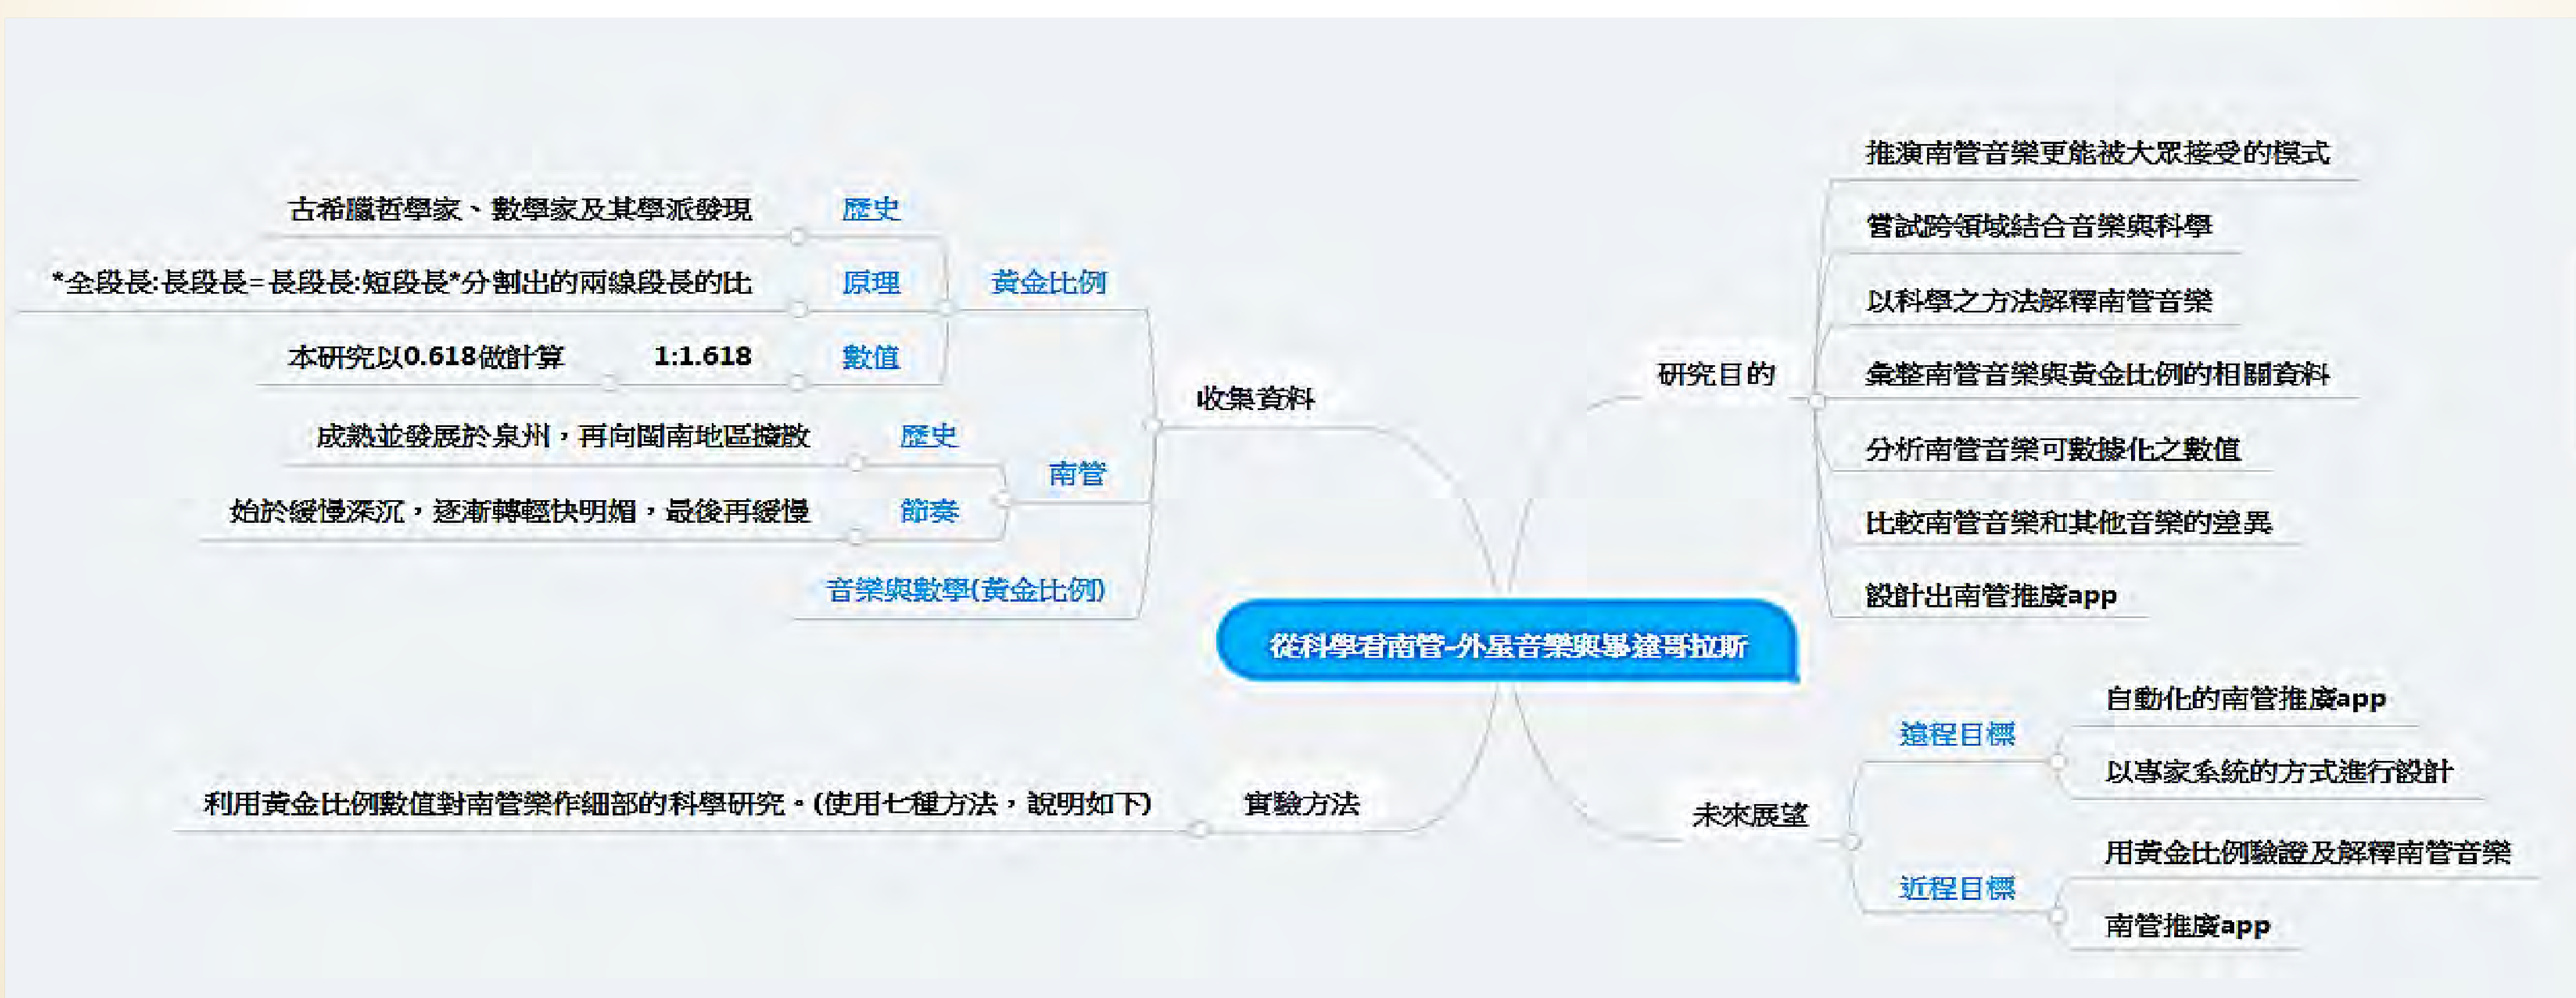 從科學看南管-外星音樂與畢達哥拉斯
研究目的
推演南管音樂更能被大眾接受的模式
嘗試跨領域結合音樂與科學
以科學之方法解釋南管音樂
彙整南管音樂與黃金比例的相關資料
分析南管音樂可數據化之數值
比較南管音樂和其他音樂的差異
設計出南管推廣app
收集資料
黃金比例
歷史
古希臘哲學家、數學家及其學派發現
原理
*全段長:長段長=長段長:短段長*分割出的兩線段長的比
數值
1:1.618
本研究以0.618做計算
南管
歷史
成熟並發展於泉州，再向閩南地區擴散
節奏
始於緩慢深沉，逐漸轉輕快明媚，最後再緩慢
音樂與數學(黃金比例)
實驗方法
利用黃金比例數值對南管樂作細部的科學研究。(使用七種方法，說明如下)
未來展望
遠程目標
自動化的南管推廣app
以專家系統的方式進行設計
近程目標
用黃金比例驗證及解釋南管音樂
南管推廣app